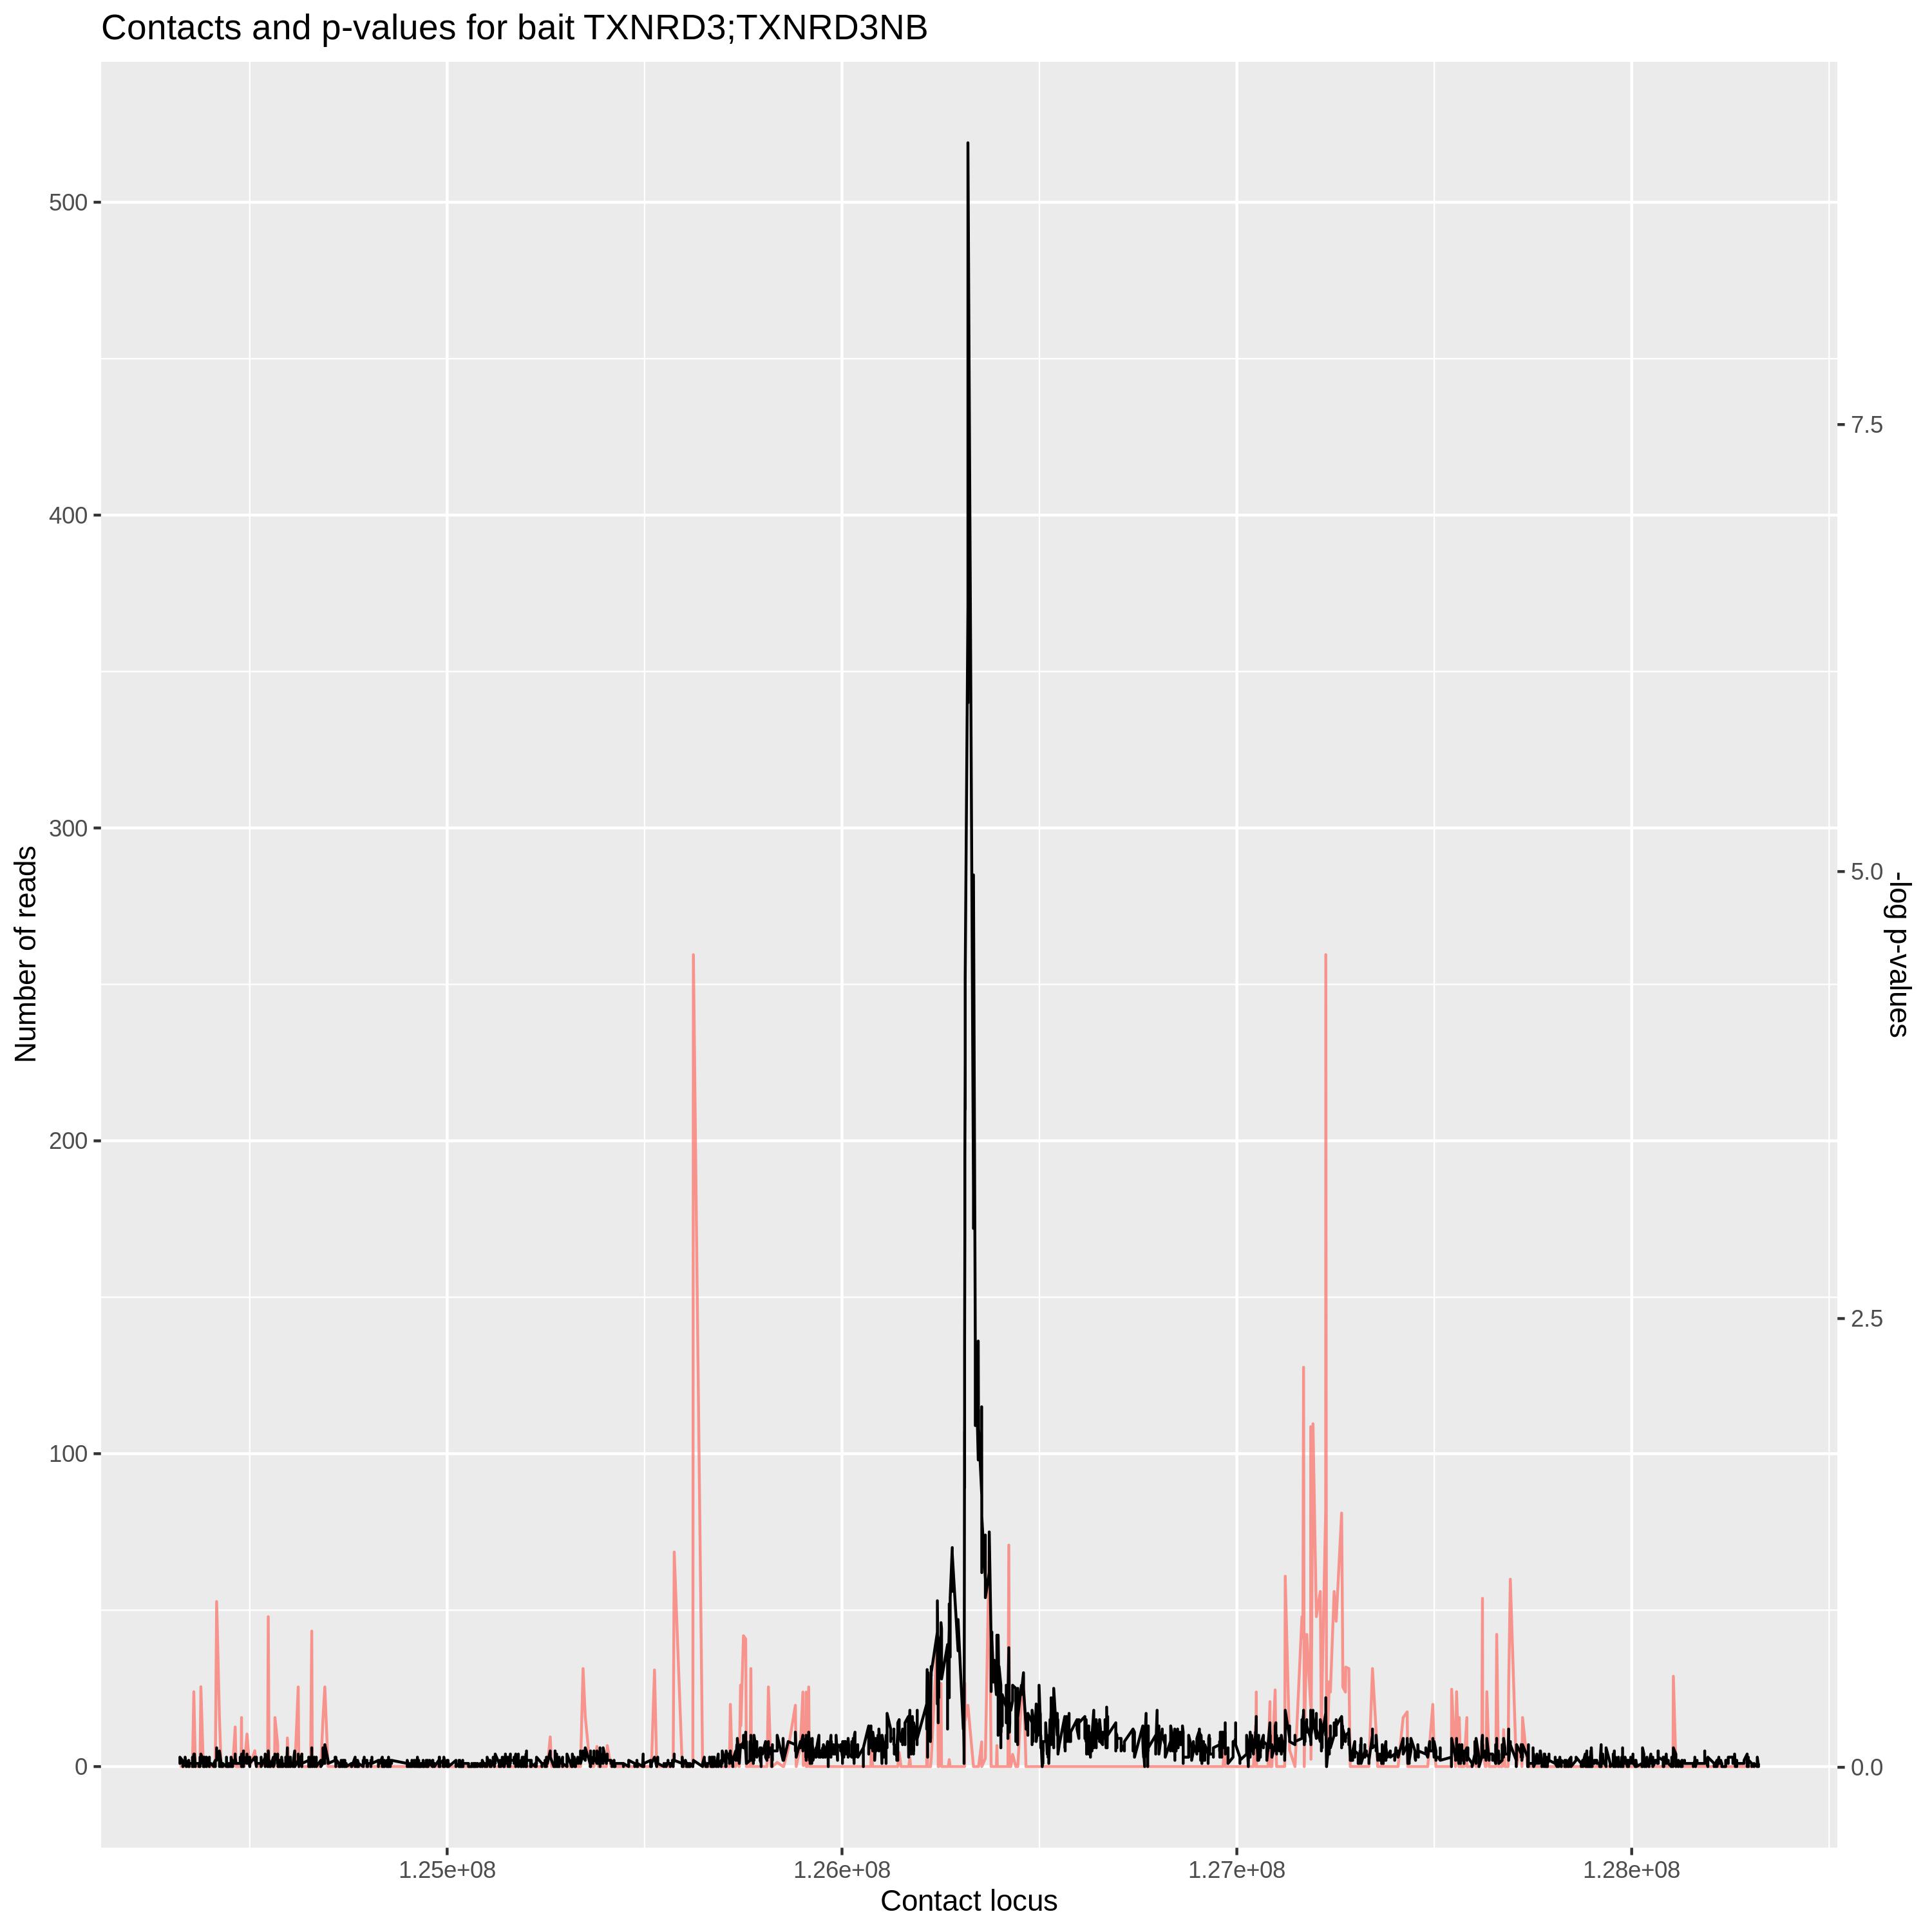 Contacts and p-values for bait TXNRD3;TXNRD3NB
500
400
300
200
100
0
Number of reads
7.5
5.0
2.5
0.0
-log p-values
1.25e+08
1.26e+08
1.27e+08
1.28e+08
Contact locus